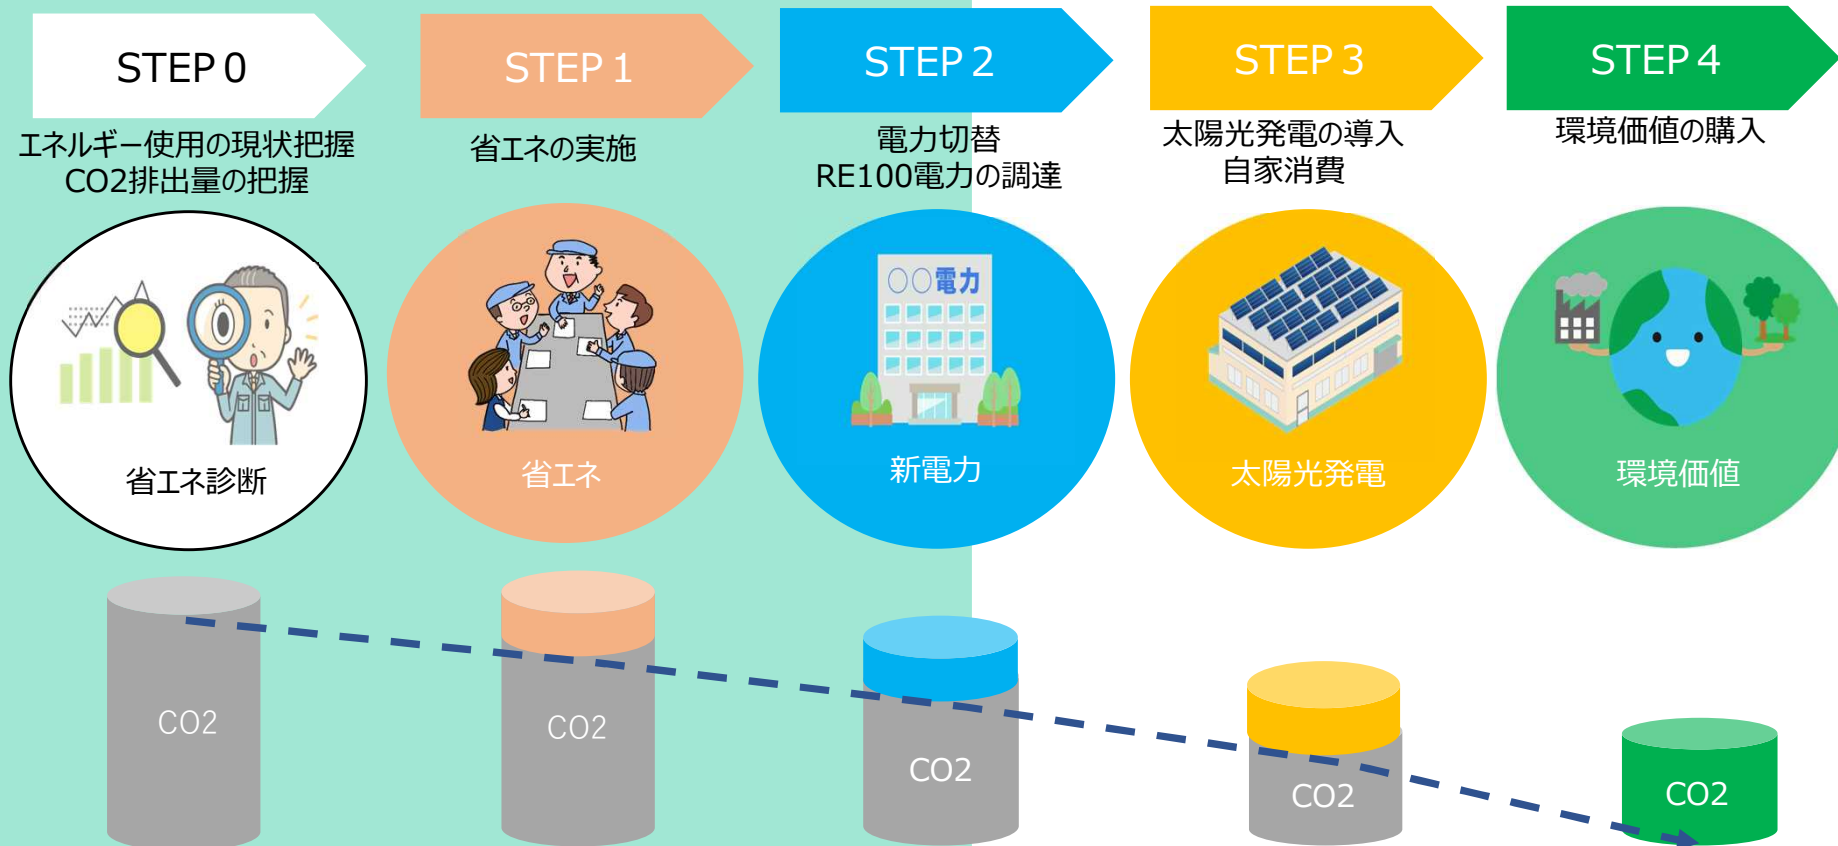 STEP 0
STEP 1
STEP 2
STEP 3
STEP 4
エネルギー使用の現状把握
CO2排出量の把握
省エネの実施
電力切替
RE100電力の調達
太陽光発電の導入
自家消費
環境価値の購入
省エネ診断
省エネ
〇〇電力
新電力
太陽光発電
環境価値
CO2
CO2
CO2
CO2
CO2